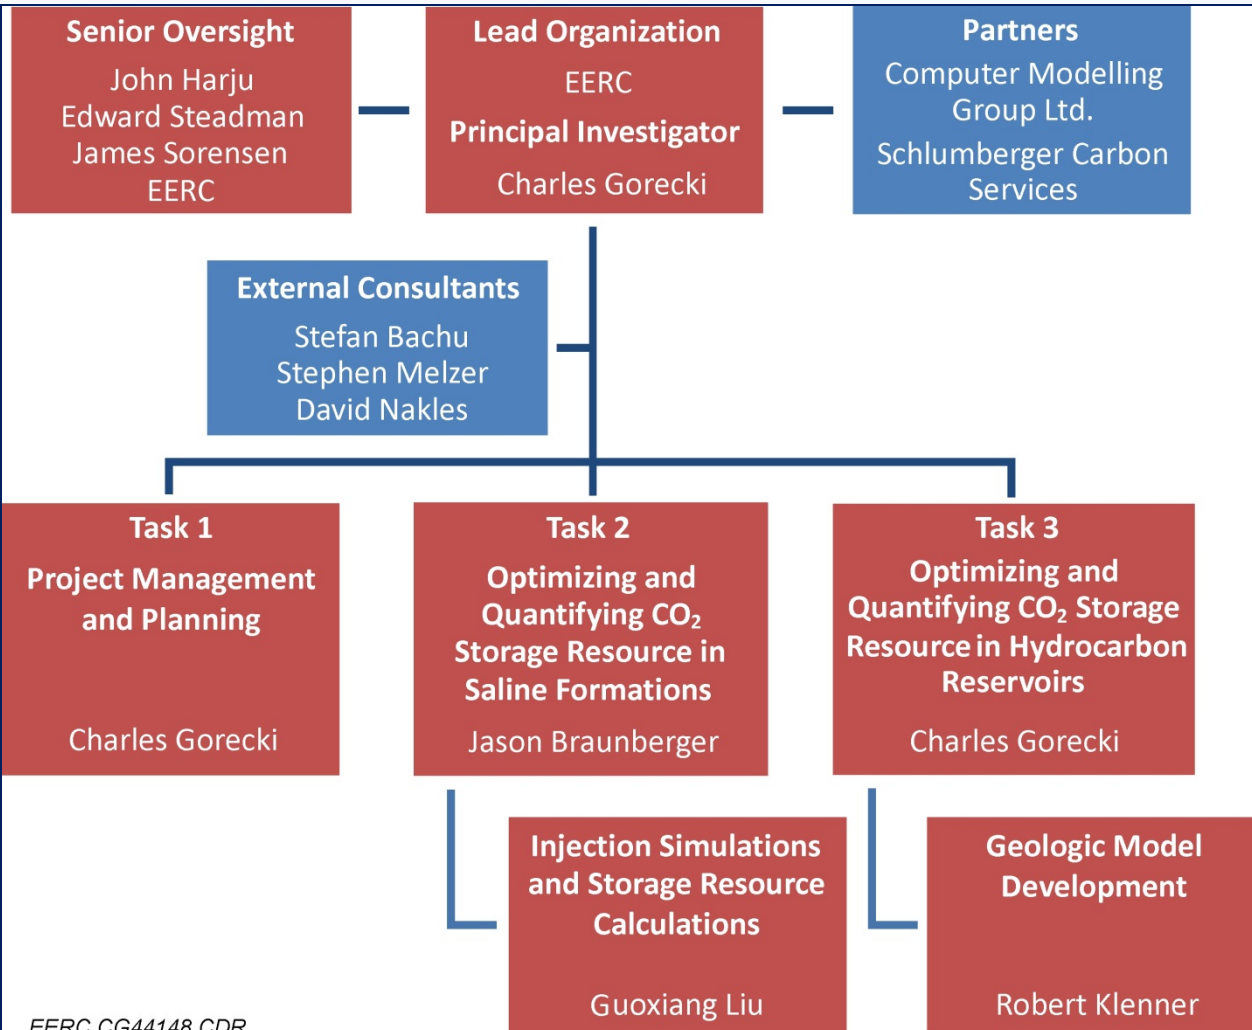 Senior Oversight
John Harju
Edward Steadman
James Sorensen
EERC
Lead Organization
EERC
Principal Investigator
Charles Gorecki
Partners
Computer Modelling
Group Ltd.
Schlumberger Carbon
Services
External Consultants
Stefan Bachu
Stephen Melzer
David Nakles
Task 1
Project Management
and Planning
Charles Gorecki
Task 2
Optimizing and
Quantifying CO₂
Storage Resource in
Saline Formations
Jason Braunberger
Task 3
Optimizing and
Quantifying CO₂ Storage
Resource in Hydrocarbon
Reservoirs
Charles Gorecki
Injection Simulations
and Storage Resource
Calculations
Guoxiang Liu
Geologic Model
Development
Robert Klenner
EERC CG44148.CDR